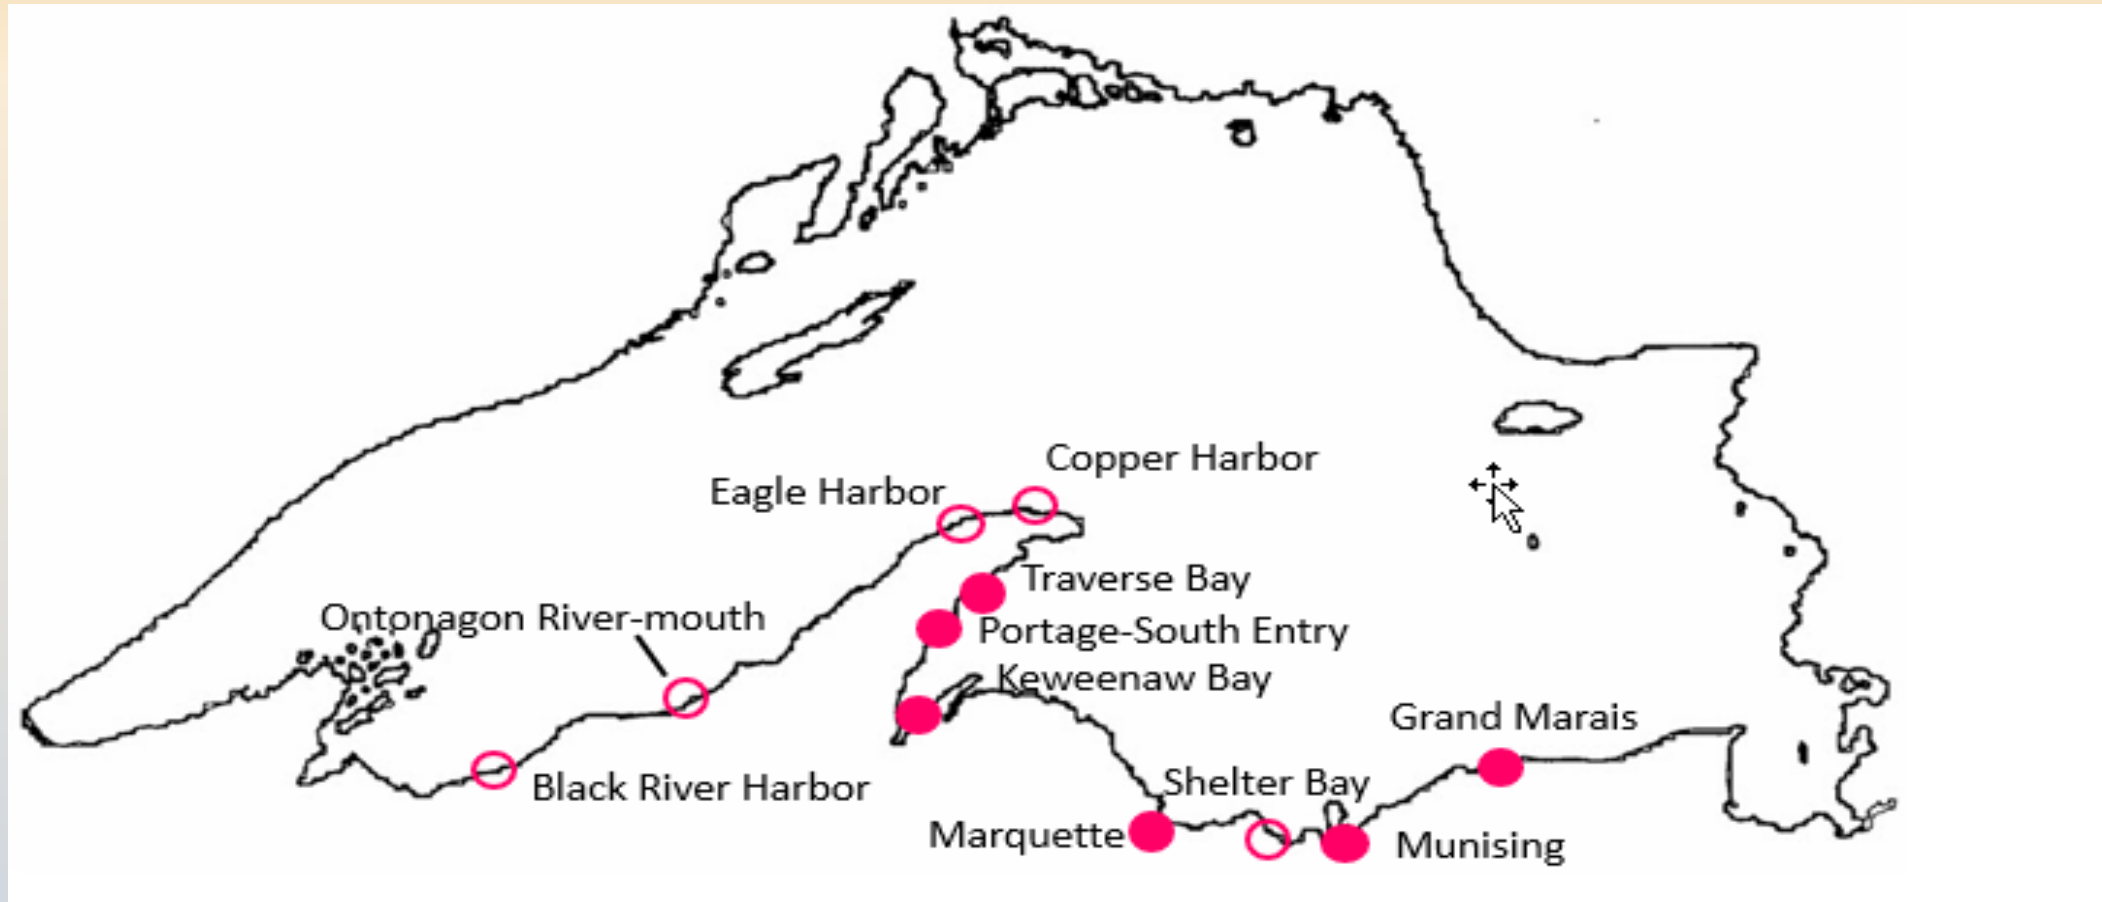 Copper Harbor
Eagle Harbor
Traverse Bay
Ontonagon River-mouth
Portage-South Entry
Keweenaw Bay
Grand Marais
Shelter Bay
Black River Harbor
Marquette
Munising